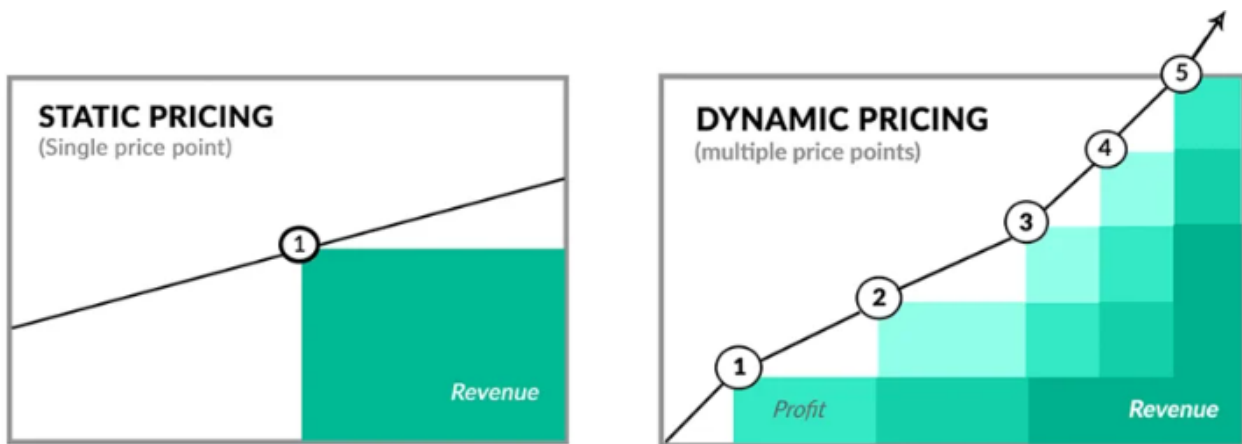 STATIC PRICING
(Single price point)
1
Revenue
DYNAMIC PRICING
(multiple price points)
5
4
3
2
1
Profit
Revenue